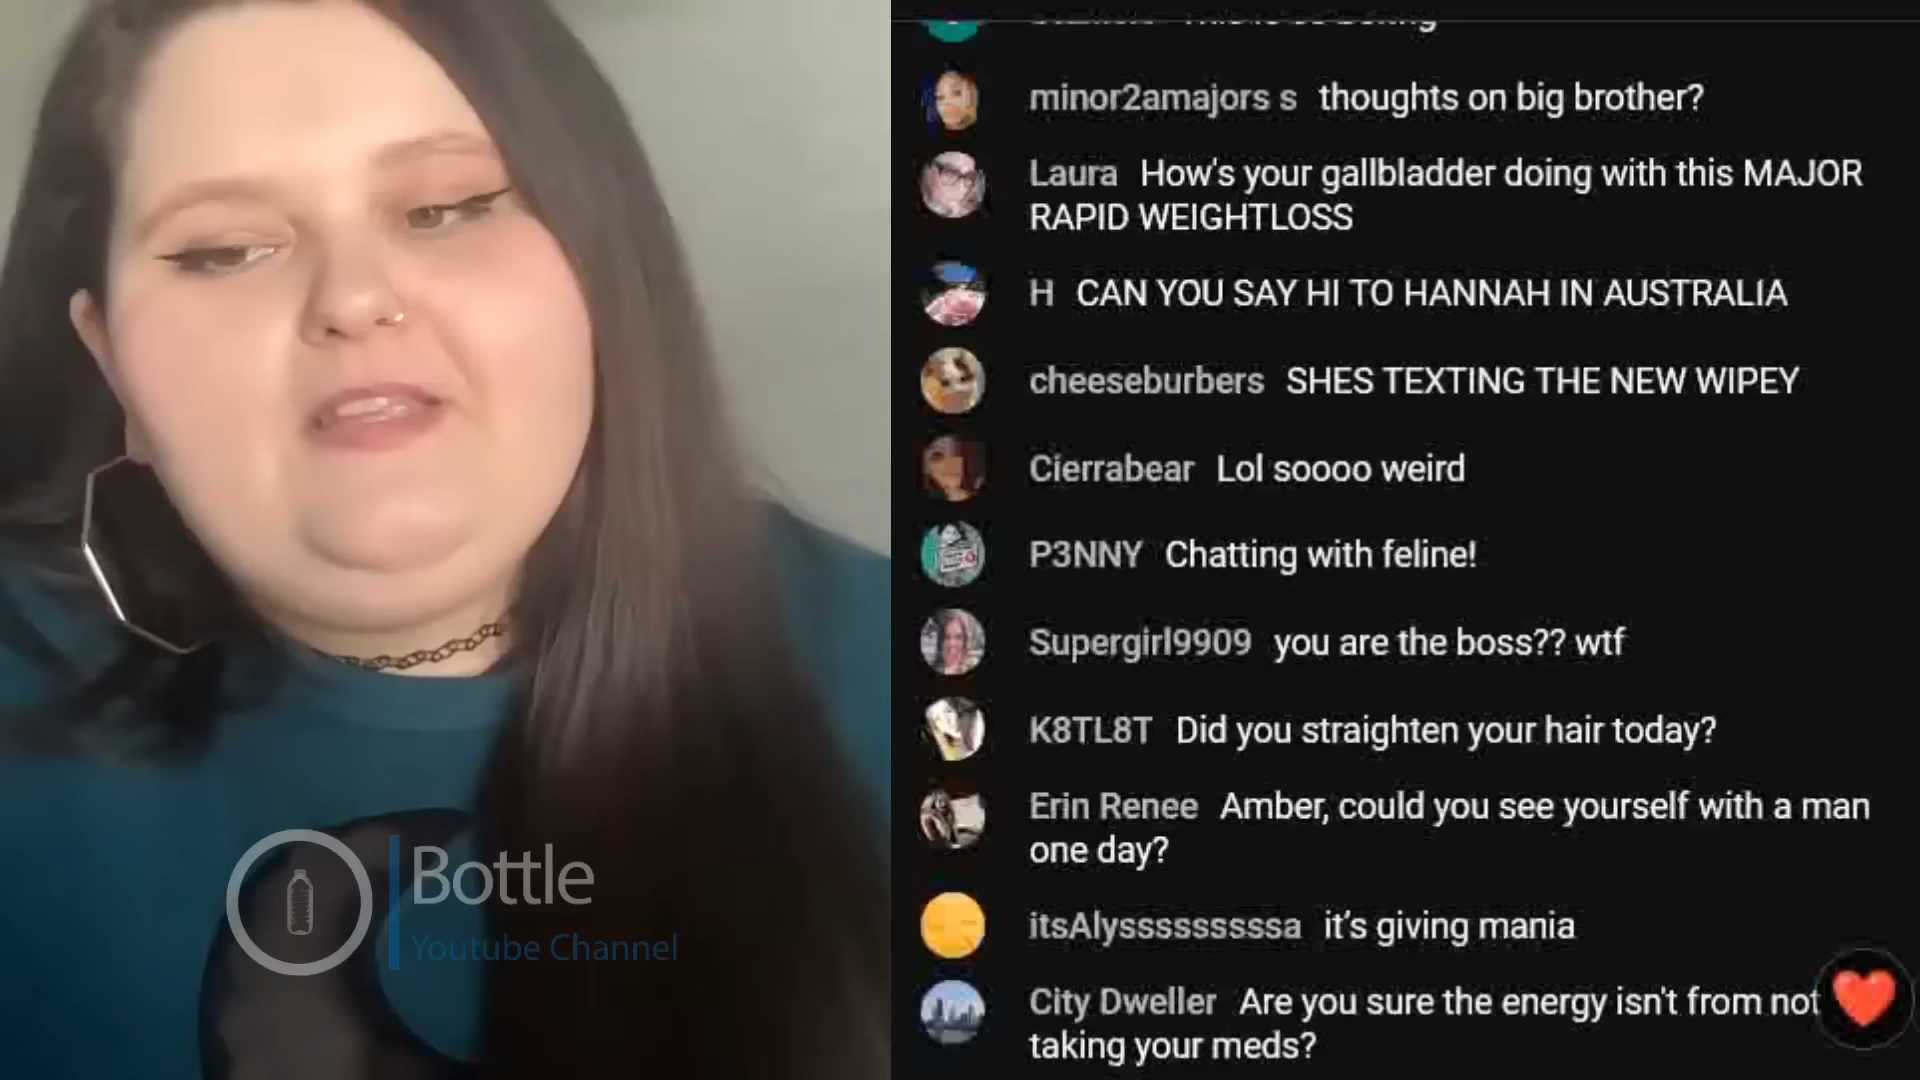 minor2amajors s thoughts on big brother?
Laura How's your gallbladder doing with this MAJOR
RAPID WEIGHTLOSS
H CAN YOU SAY HI TO HANNAH IN AUSTRALIA
cheeseburbers SHES TEXTING THE NEW WIPEY
Cierrabear Lol soooo weird
P3NNY Chatting with feline!
Supergirl9909 you are the boss?? wtf
K8TL8T Did you straighten your hair today?
Erin Renee Amber, could you see yourself with a man
one day?
itsAlysssssssssa it's giving mania
City Dweller Are you sure the energy isn't from not
taking your meds?
Bottle
Youtube Channel